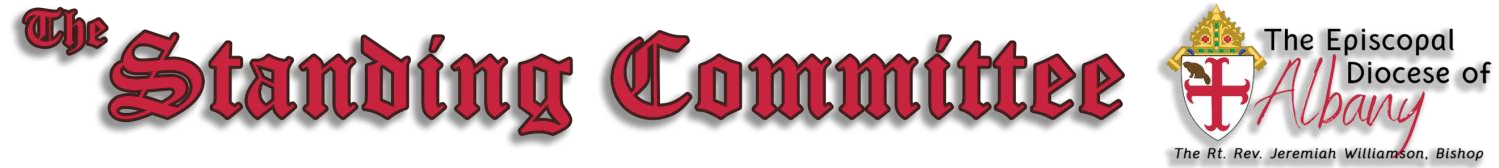 The Standing Committee
The Episcopal
Diocese of
Albany
The Rt. Rev. Jeremiah Williamson, Bishop